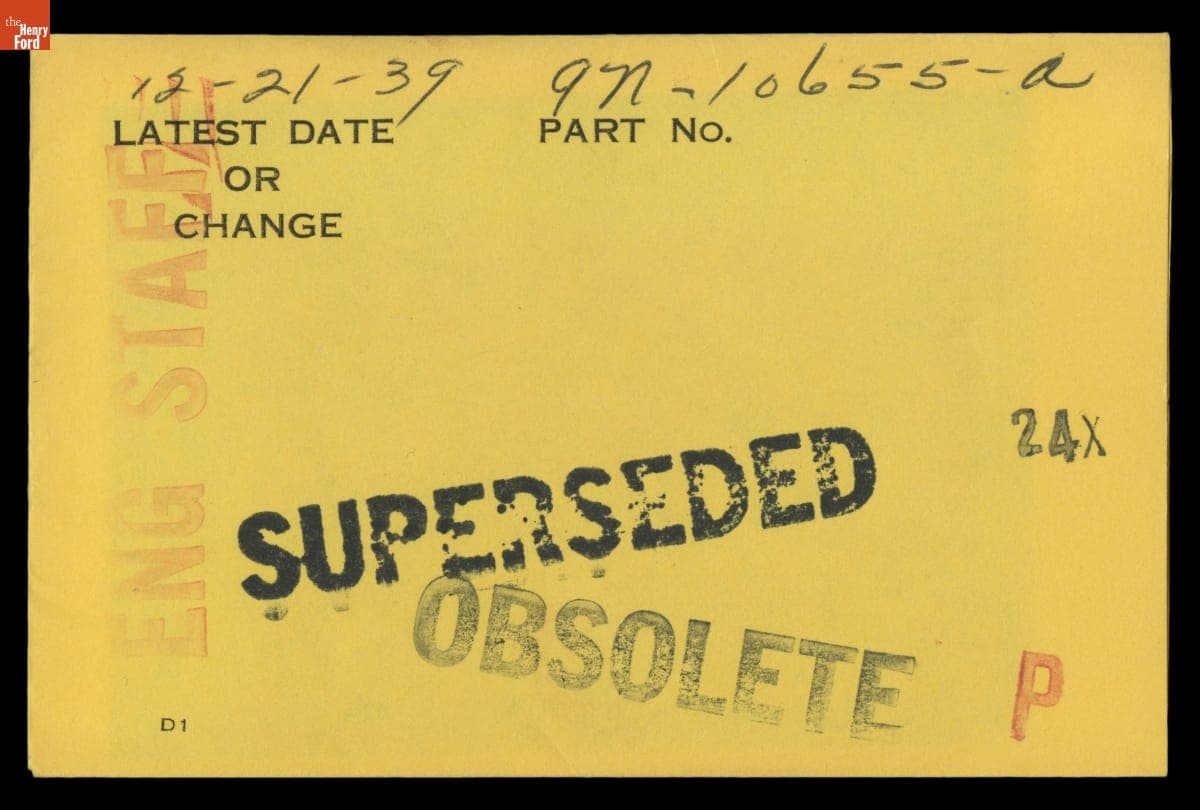 the
Henry
Ford
12-21-39 9N-10655-A
LATEST DATE PART No.
OR
CHANGE
ENG STAFF
24X
SUPERSEDED
OBSOLETE
P
D1